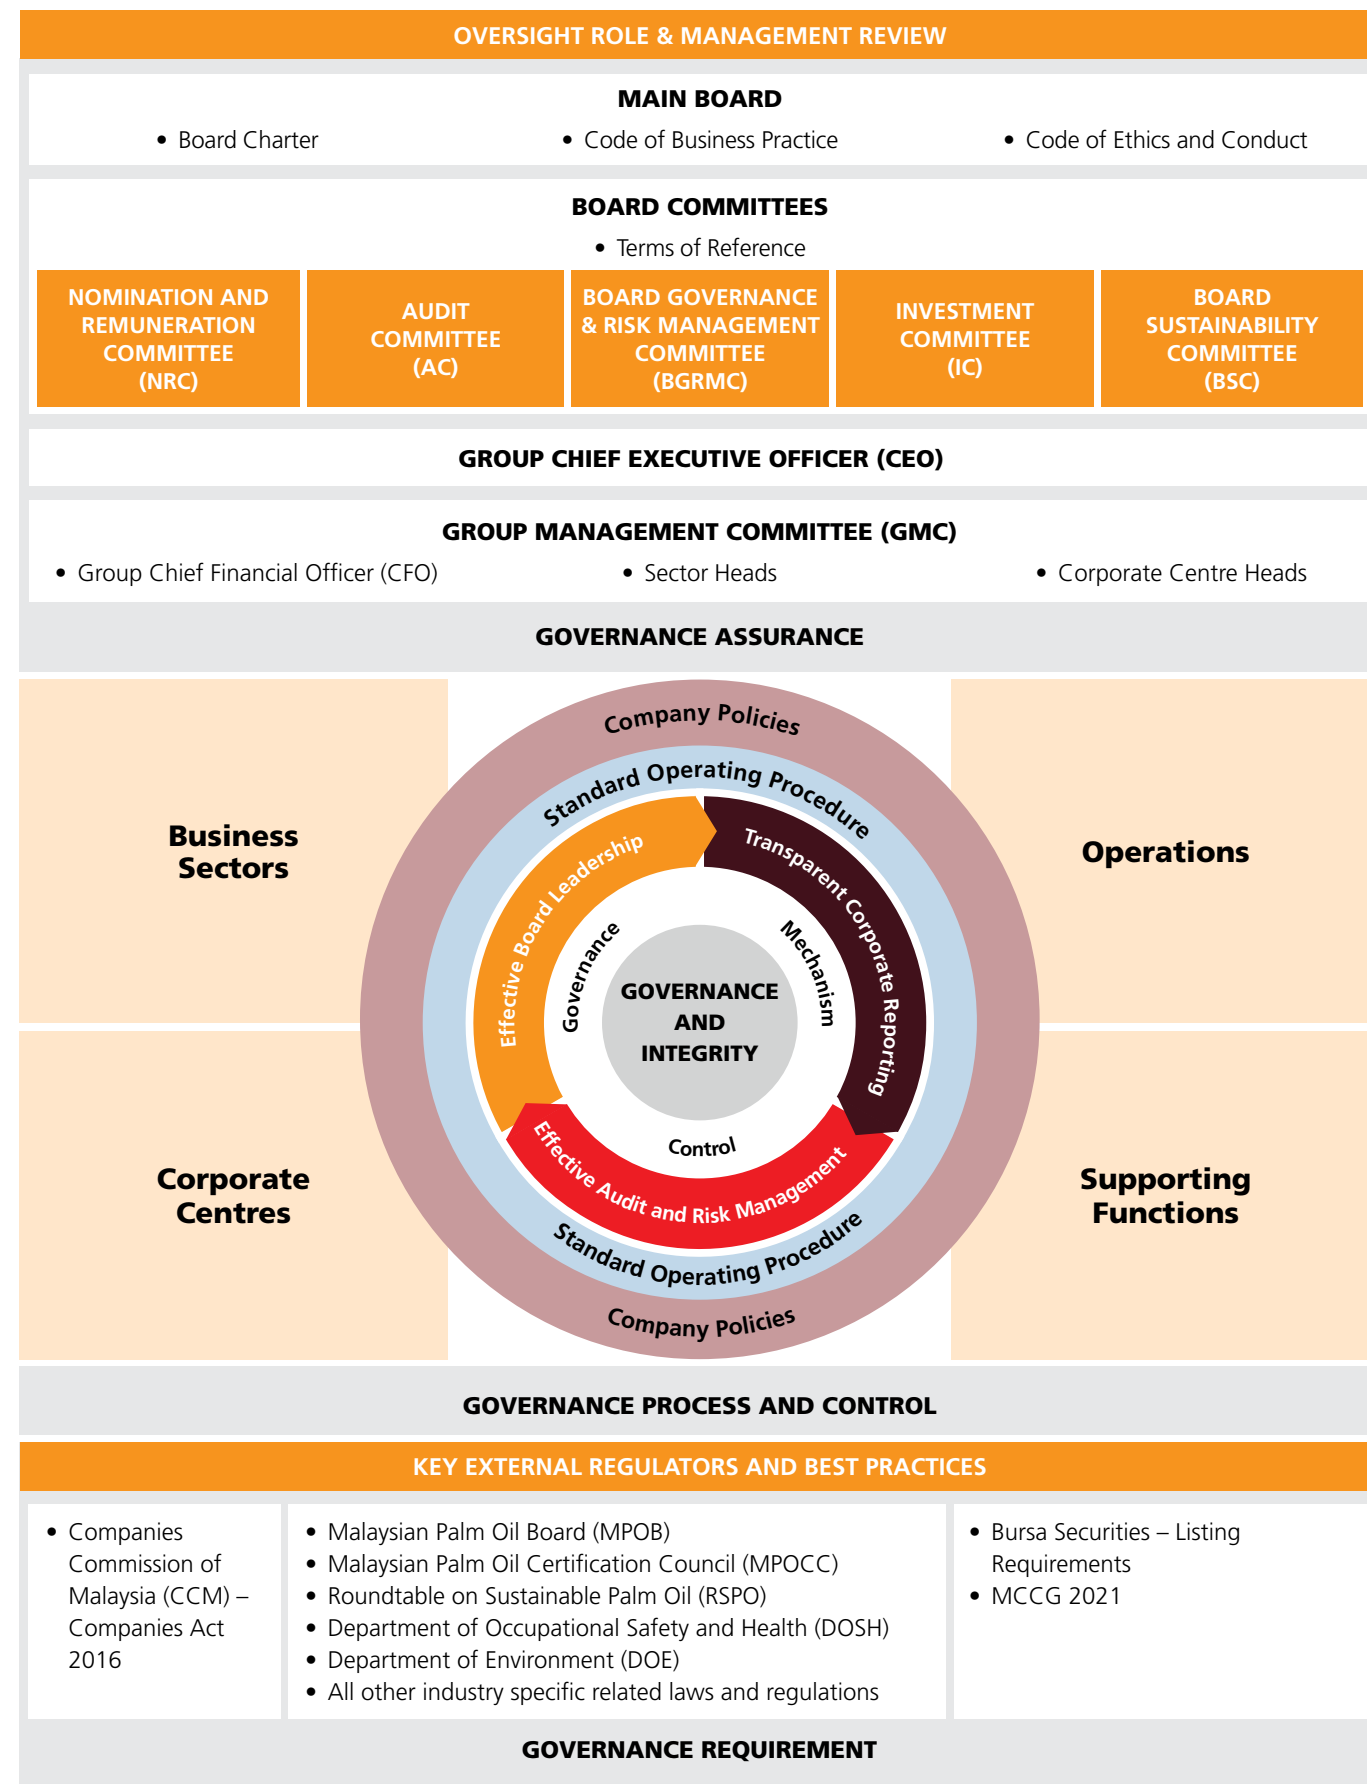 OVERSIGHT ROLE & MANAGEMENT REVIEW
MAIN BOARD
• Board Charter
• Code of Business Practice
• Code of Ethics and Conduct
BOARD COMMITTEES
• Terms of Reference
NOMINATION AND
REMUNERATION
COMMITTEE
(NRC)
AUDIT
COMMITTEE
(AC)
BOARD GOVERNANCE
& RISK MANAGEMENT
COMMITTEE
(BGRMC)
INVESTMENT
COMMITTEE
(IC)
BOARD
SUSTAINABILITY
COMMITTEE
(BSC)
GROUP CHIEF EXECUTIVE OFFICER (CEO)
GROUP MANAGEMENT COMMITTEE (GMC)
• Group Chief Financial Officer (CFO)
• Sector Heads
• Corporate Centre Heads
GOVERNANCE ASSURANCE
Business
Sectors
Operations
Corporate
Centres
Supporting
Functions
Company Policies
Standard Operating Procedure
Effective Board Leadership
Transparent Corporate Reporting
Governance
Mechanism
GOVERNANCE
AND
INTEGRITY
Control
Effective Audit and Risk Management
Standard Operating Procedure
Company Policies
GOVERNANCE PROCESS AND CONTROL
KEY EXTERNAL REGULATORS AND BEST PRACTICES
• Companies
Commission of
Malaysia (CCM) –
Companies Act
2016
• Malaysian Palm Oil Board (MPOB)
• Malaysian Palm Oil Certification Council (MPOCC)
• Roundtable on Sustainable Palm Oil (RSPO)
• Department of Occupational Safety and Health (DOSH)
• Department of Environment (DOE)
• All other industry specific related laws and regulations
• Bursa Securities – Listing
Requirements
• MCCG 2021
GOVERNANCE REQUIREMENT